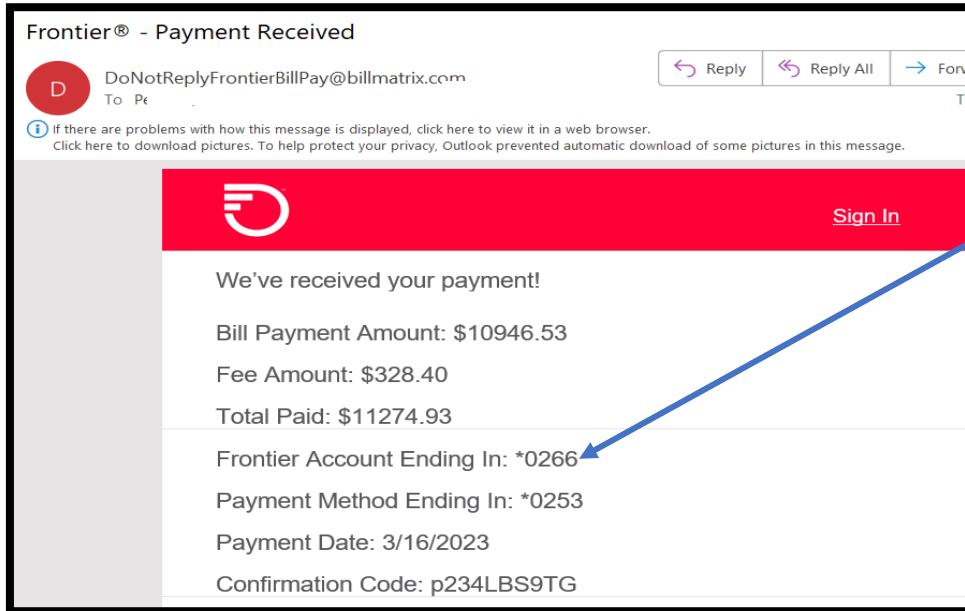 Frontier® - Payment Received
D
DoNotReplyFrontierBillPay@billmatrix.com
Reply
Reply All
To
If there are problems with how this message is displayed, click here to view it in a web browser.
Click here to download pictures. To help protect your privacy, Outlook prevented automatic download of some pictures in this message.
Sign In
We've received your payment!
Bill Payment Amount: $10946.53
Fee Amount: $328.40
Total Paid: $11274.93
Frontier Account Ending In: *0266
Payment Method Ending In: *0253
Payment Date: 3/16/2023
Confirmation Code: p234LBS9TG